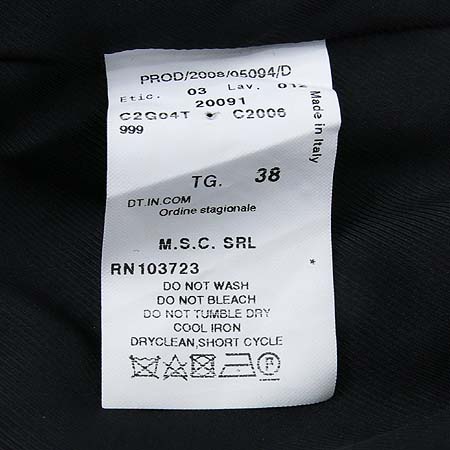 PROD/2008/05094/D
Etic. 03 Lav. 012
20091
C2G04T C2006
999
Made in Italy
TG. 38
DT.IN.COM
Ordine stagionale
M.S.C. SRL
RN103723
DO NOT WASH
DO NOT BLEACH
DO NOT TUMBLE DRY
COOL IRON
DRYCLEAN,SHORT CYCLE
P